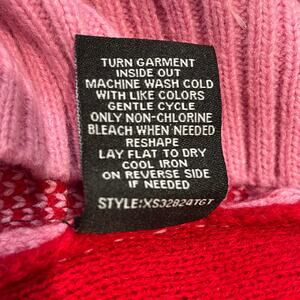 TURN GARMENT
INSIDE OUT
MACHINE WASH COLD
WITH LIKE COLORS
GENTLE CYCLE
ONLY NON-CHLORINE
BLEACH WHEN NEEDED
RESHAPE
LAY FLAT TO DRY
COOL IRON
ON REVERSE SIDE
IF NEEDED
STYLE:XS32824TGT